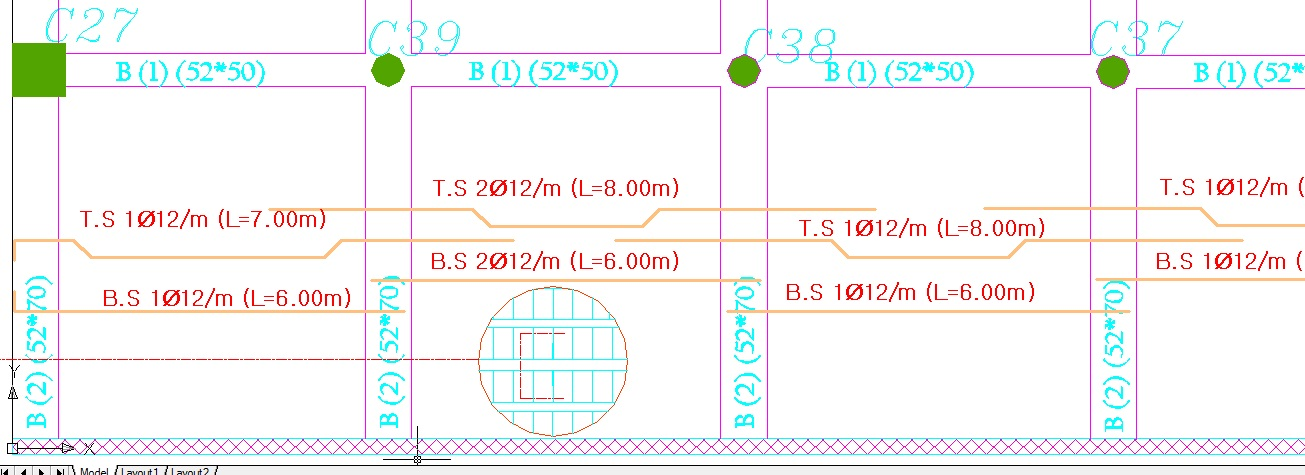 C27
C39
C38
C37
B (1) (52*50)
B (1) (52*50)
B (1) (52*50)
B (1) (52*
T.S 2Ø12/m (L=8.00m)
T.S 1Ø12/m (
T.S 1Ø12/m (L=7.00m)
T.S 1Ø12/m (L=8.00m)
B.S 2Ø12/m (L=6.00m)
B.S 1Ø12/m (
B.S 1Ø12/m (L=6.00m)
B.S 1Ø12/m (L=6.00m)
B (2) (52*70)
B (2) (52*70)
B (2) (52*70)
B (2) (52*70)
Y
X
Model
Layout1
Layout2